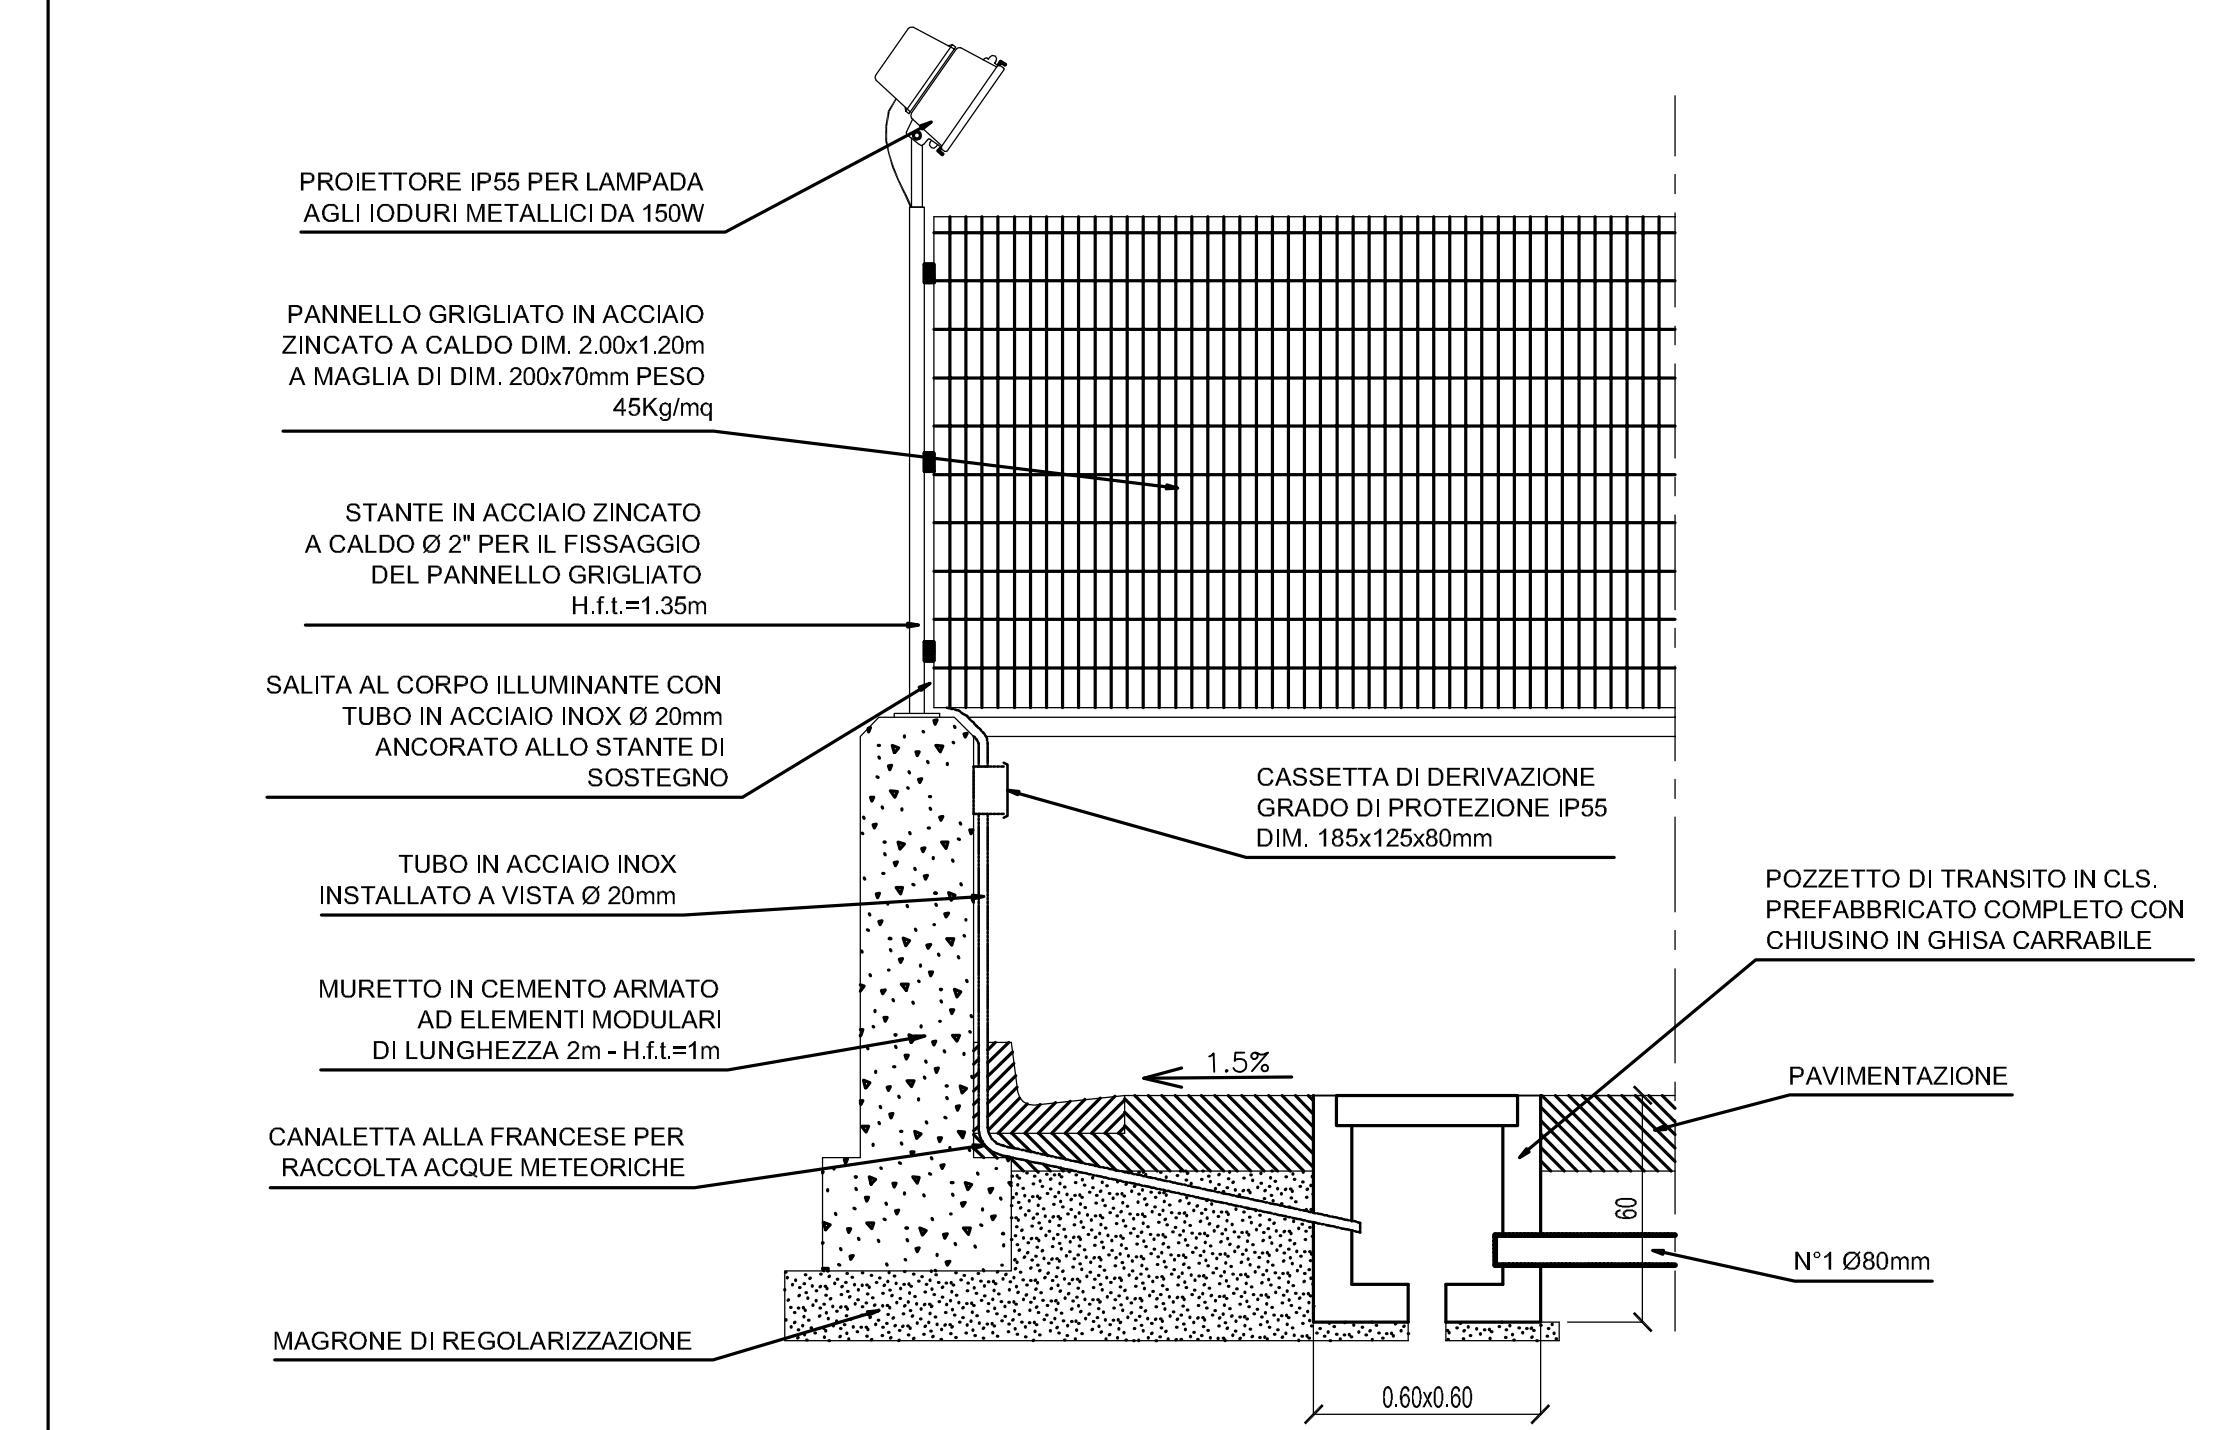 PROIETTORE IP55 PER LAMPADA
AGLI IODURI METALLICI DA 150W
PANNELLO GRIGLIATO IN ACCIAIO
ZINCATO A CALDO DIM. 2.00x1.20m
A MAGLIA DI DIM. 200x70mm PESO
45Kg/mq
STANTE IN ACCIAIO ZINCATO
A CALDO Ø 2" PER IL FISSAGGIO
DEL PANNELLO GRIGLIATO
H.f.t.=1.35m
SALITA AL CORPO ILLUMINANTE CON
TUBO IN ACCIAIO INOX Ø 20mm
ANCORATO ALLO STANTE DI
SOSTEGNO
TUBO IN ACCIAIO INOX
INSTALLATO A VISTA Ø 20mm
MURETTO IN CEMENTO ARMATO
AD ELEMENTI MODULARI
DI LUNGHEZZA 2m - H.f.t.=1m
CANALETTA ALLA FRANCESE PER
RACCOLTA ACQUE METEORICHE
MAGRONE DI REGOLARIZZAZIONE
CASSETTA DI DERIVAZIONE
GRADO DI PROTEZIONE IP55
DIM. 185x125x80mm
1.5%
POZZETTO DI TRANSITO IN CLS.
PREFABBRICATO COMPLETO CON
CHIUSINO IN GHISA CARRABILE
PAVIMENTAZIONE
60
N°1 Ø80mm
0.60x0.60